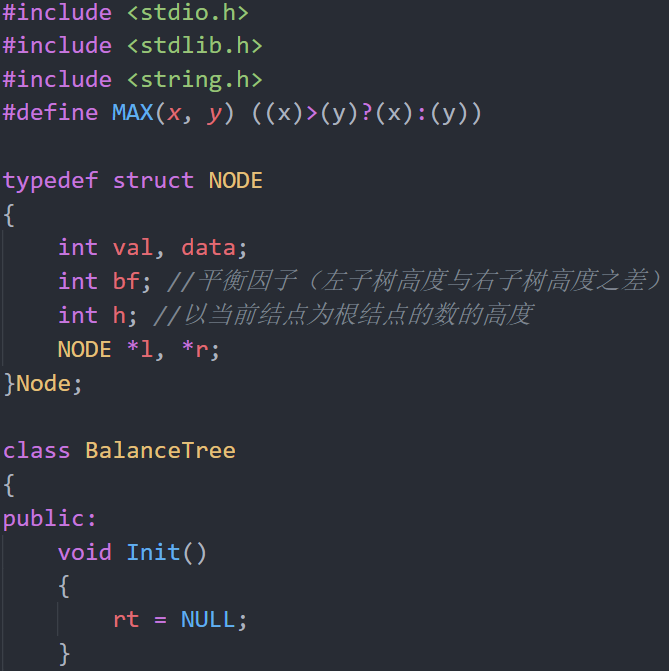 #include <stdio.h>
#include <stdlib.h>
#include <string.h>
#define MAX(x, y) ((x)>(y)?(x):(y))
typedef struct NODE
{
    int val, data;
    int bf; //平衡因子（左子树高度与右子树高度之差）
    int h; //以当前结点为根结点的数的高度
    NODE *l, *r;
}Node;
class BalanceTree
{
public:
    void Init()
    {
        rt = NULL;
    }